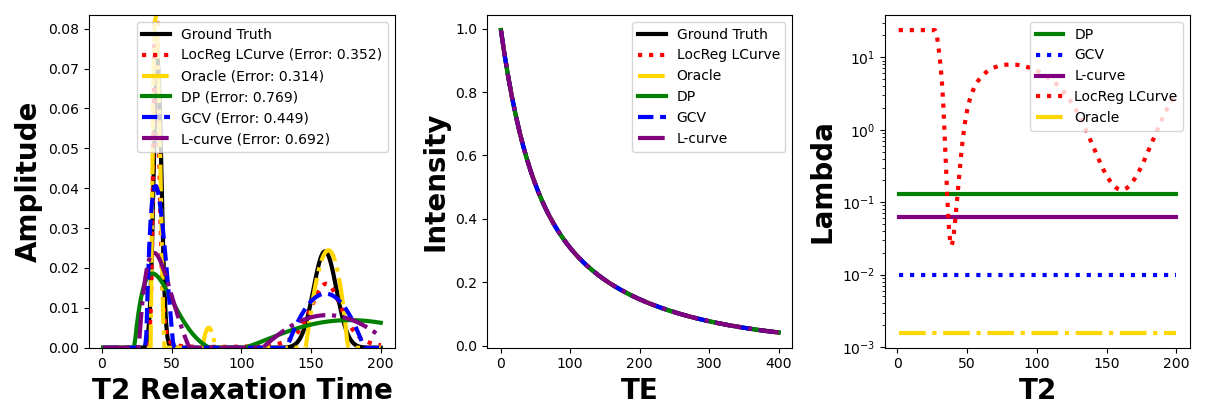 0.08
0.07
0.06
0.05
0.04
0.03
0.02
0.01
0.00
Amplitude
0 50 100 150 200
T2 Relaxation Time
Ground Truth
LocReg LCurve (Error: 0.352)
Oracle (Error: 0.314)
DP (Error: 0.769)
GCV (Error: 0.449)
L-curve (Error: 0.692)
1.0
0.8
0.6
0.4
0.2
0.0
Intensity
0 100 200 300 400
TE
Ground Truth
LocReg LCurve
Oracle
DP
GCV
L-curve
10¹
10⁰
10⁻¹
10⁻²
10⁻³
Lambda
0 50 100 150 200
T2
DP
GCV
L-curve
LocReg LCurve
Oracle